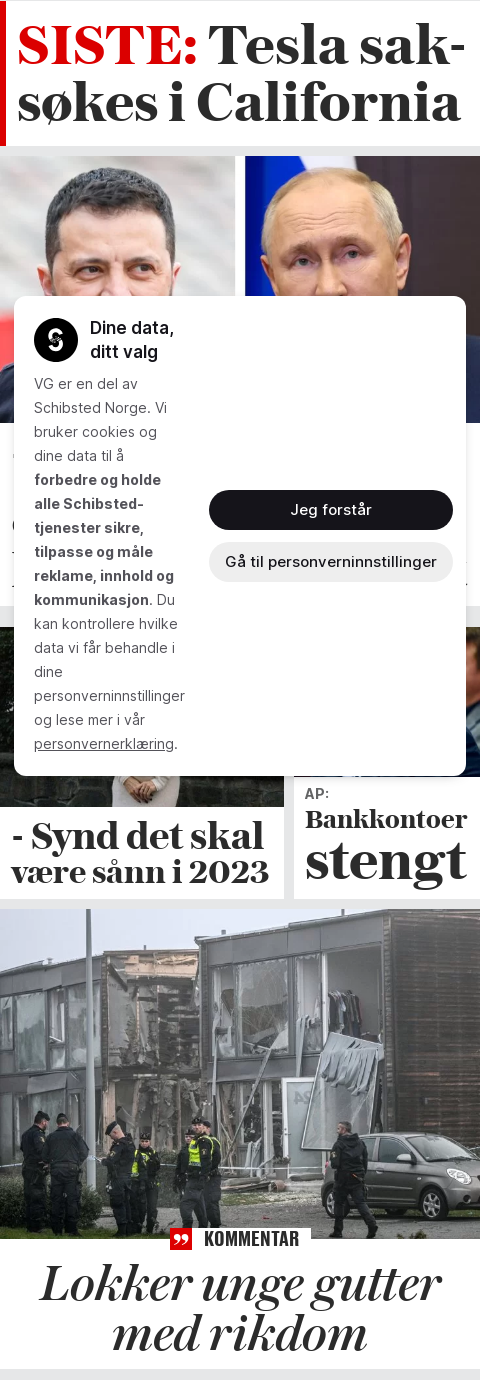 SISTE: Tesla sak-
søkes i California
Dine data,
ditt valg
VG er en del av
Schibsted Norge. Vi
bruker cookies og
dine data til å
forbedre og holde
alle Schibsted-
tjenester sikre,
tilpasse og måle
reklame, innhold og
kommunikasjon. Du
kan kontrollere hvilke
data vi får behandle i
dine
personverninnstillinger
og lese mer i vår
personvernerklæring.
Jeg forstår
Gå til personverninnstillinger
- Synd det skal
være sånn i 2023
AP:
Bankkontoer
stengt
KOMMENTAR
Lokker unge gutter
med rikdom